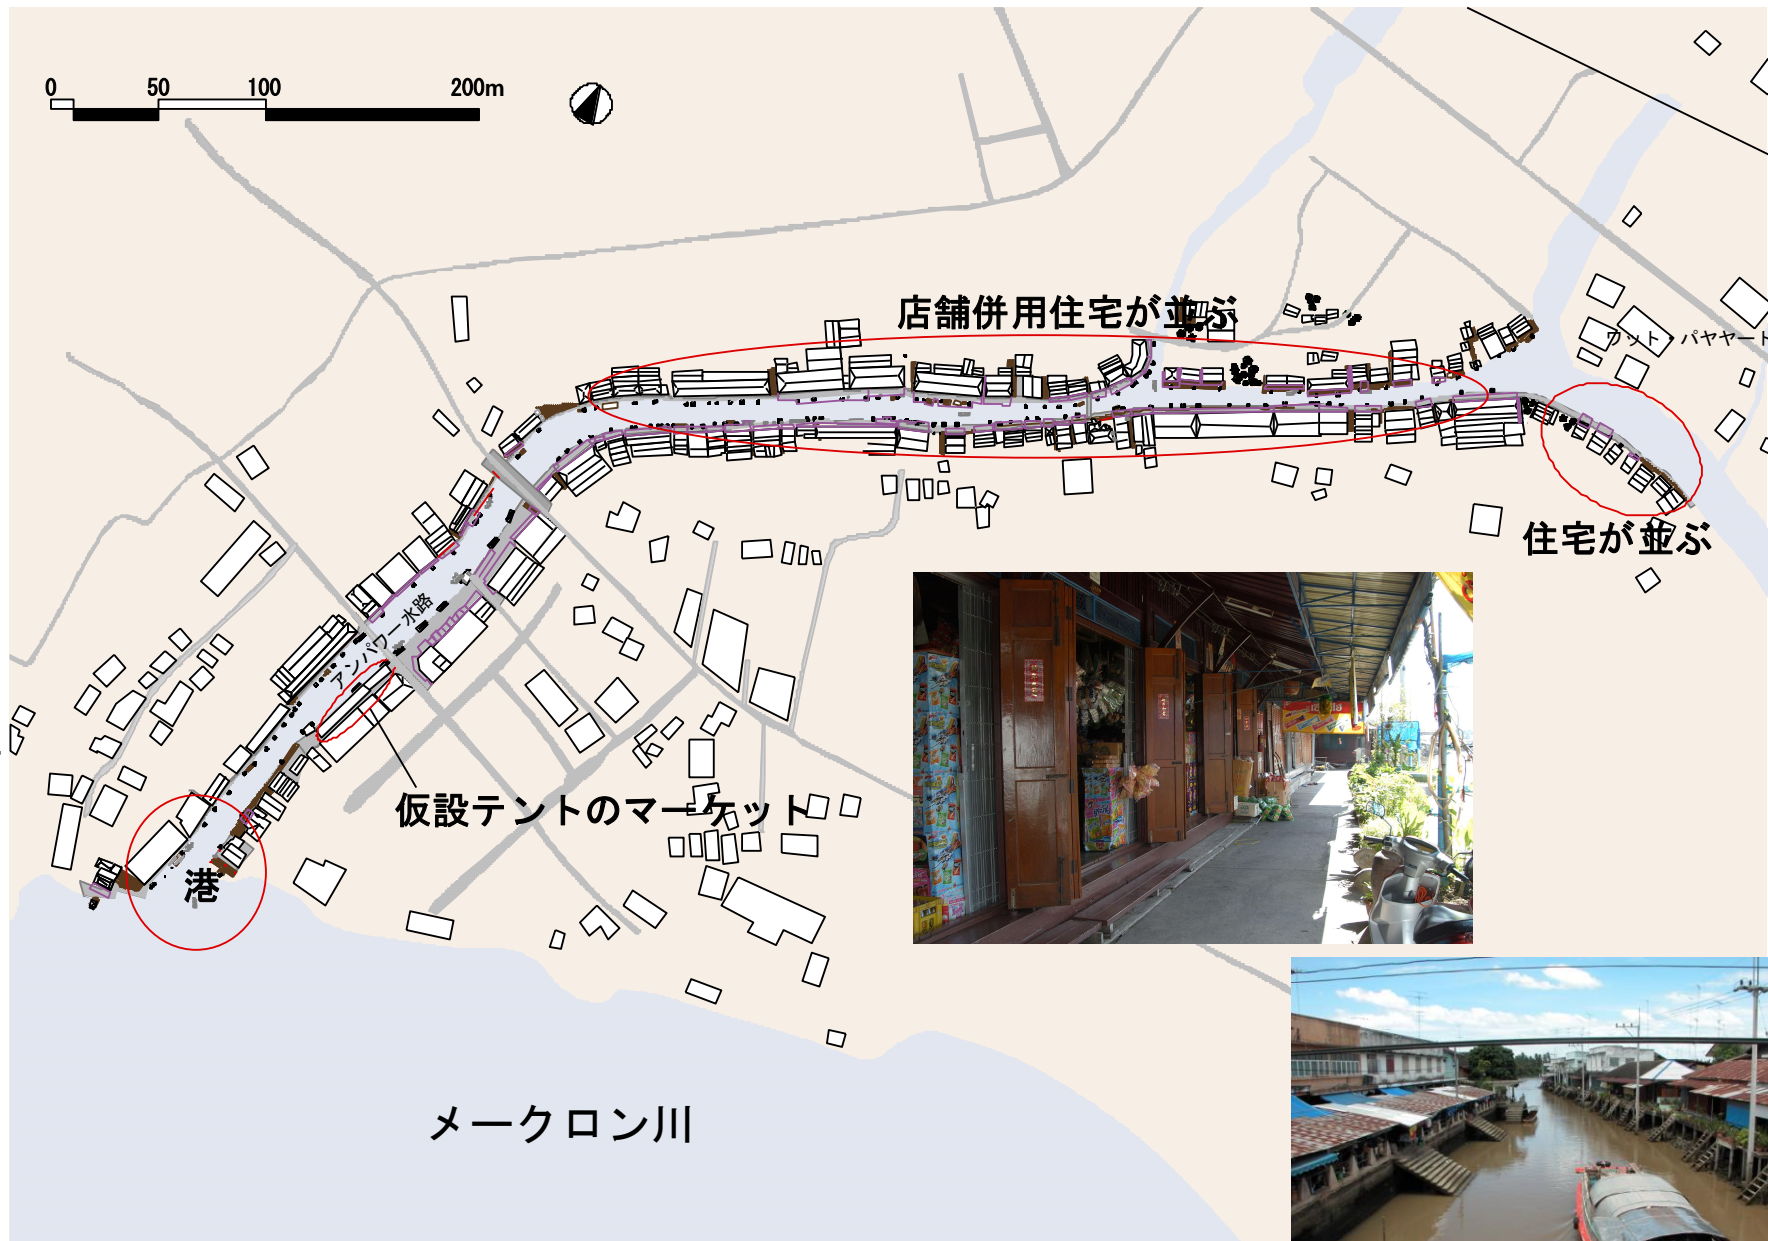 0 50 100 200m
店舗併用住宅が並ぶ
ワット・パヤヤート
住宅が並ぶ
アンパワー水路
仮設テントのマーケット
港
メークロン川